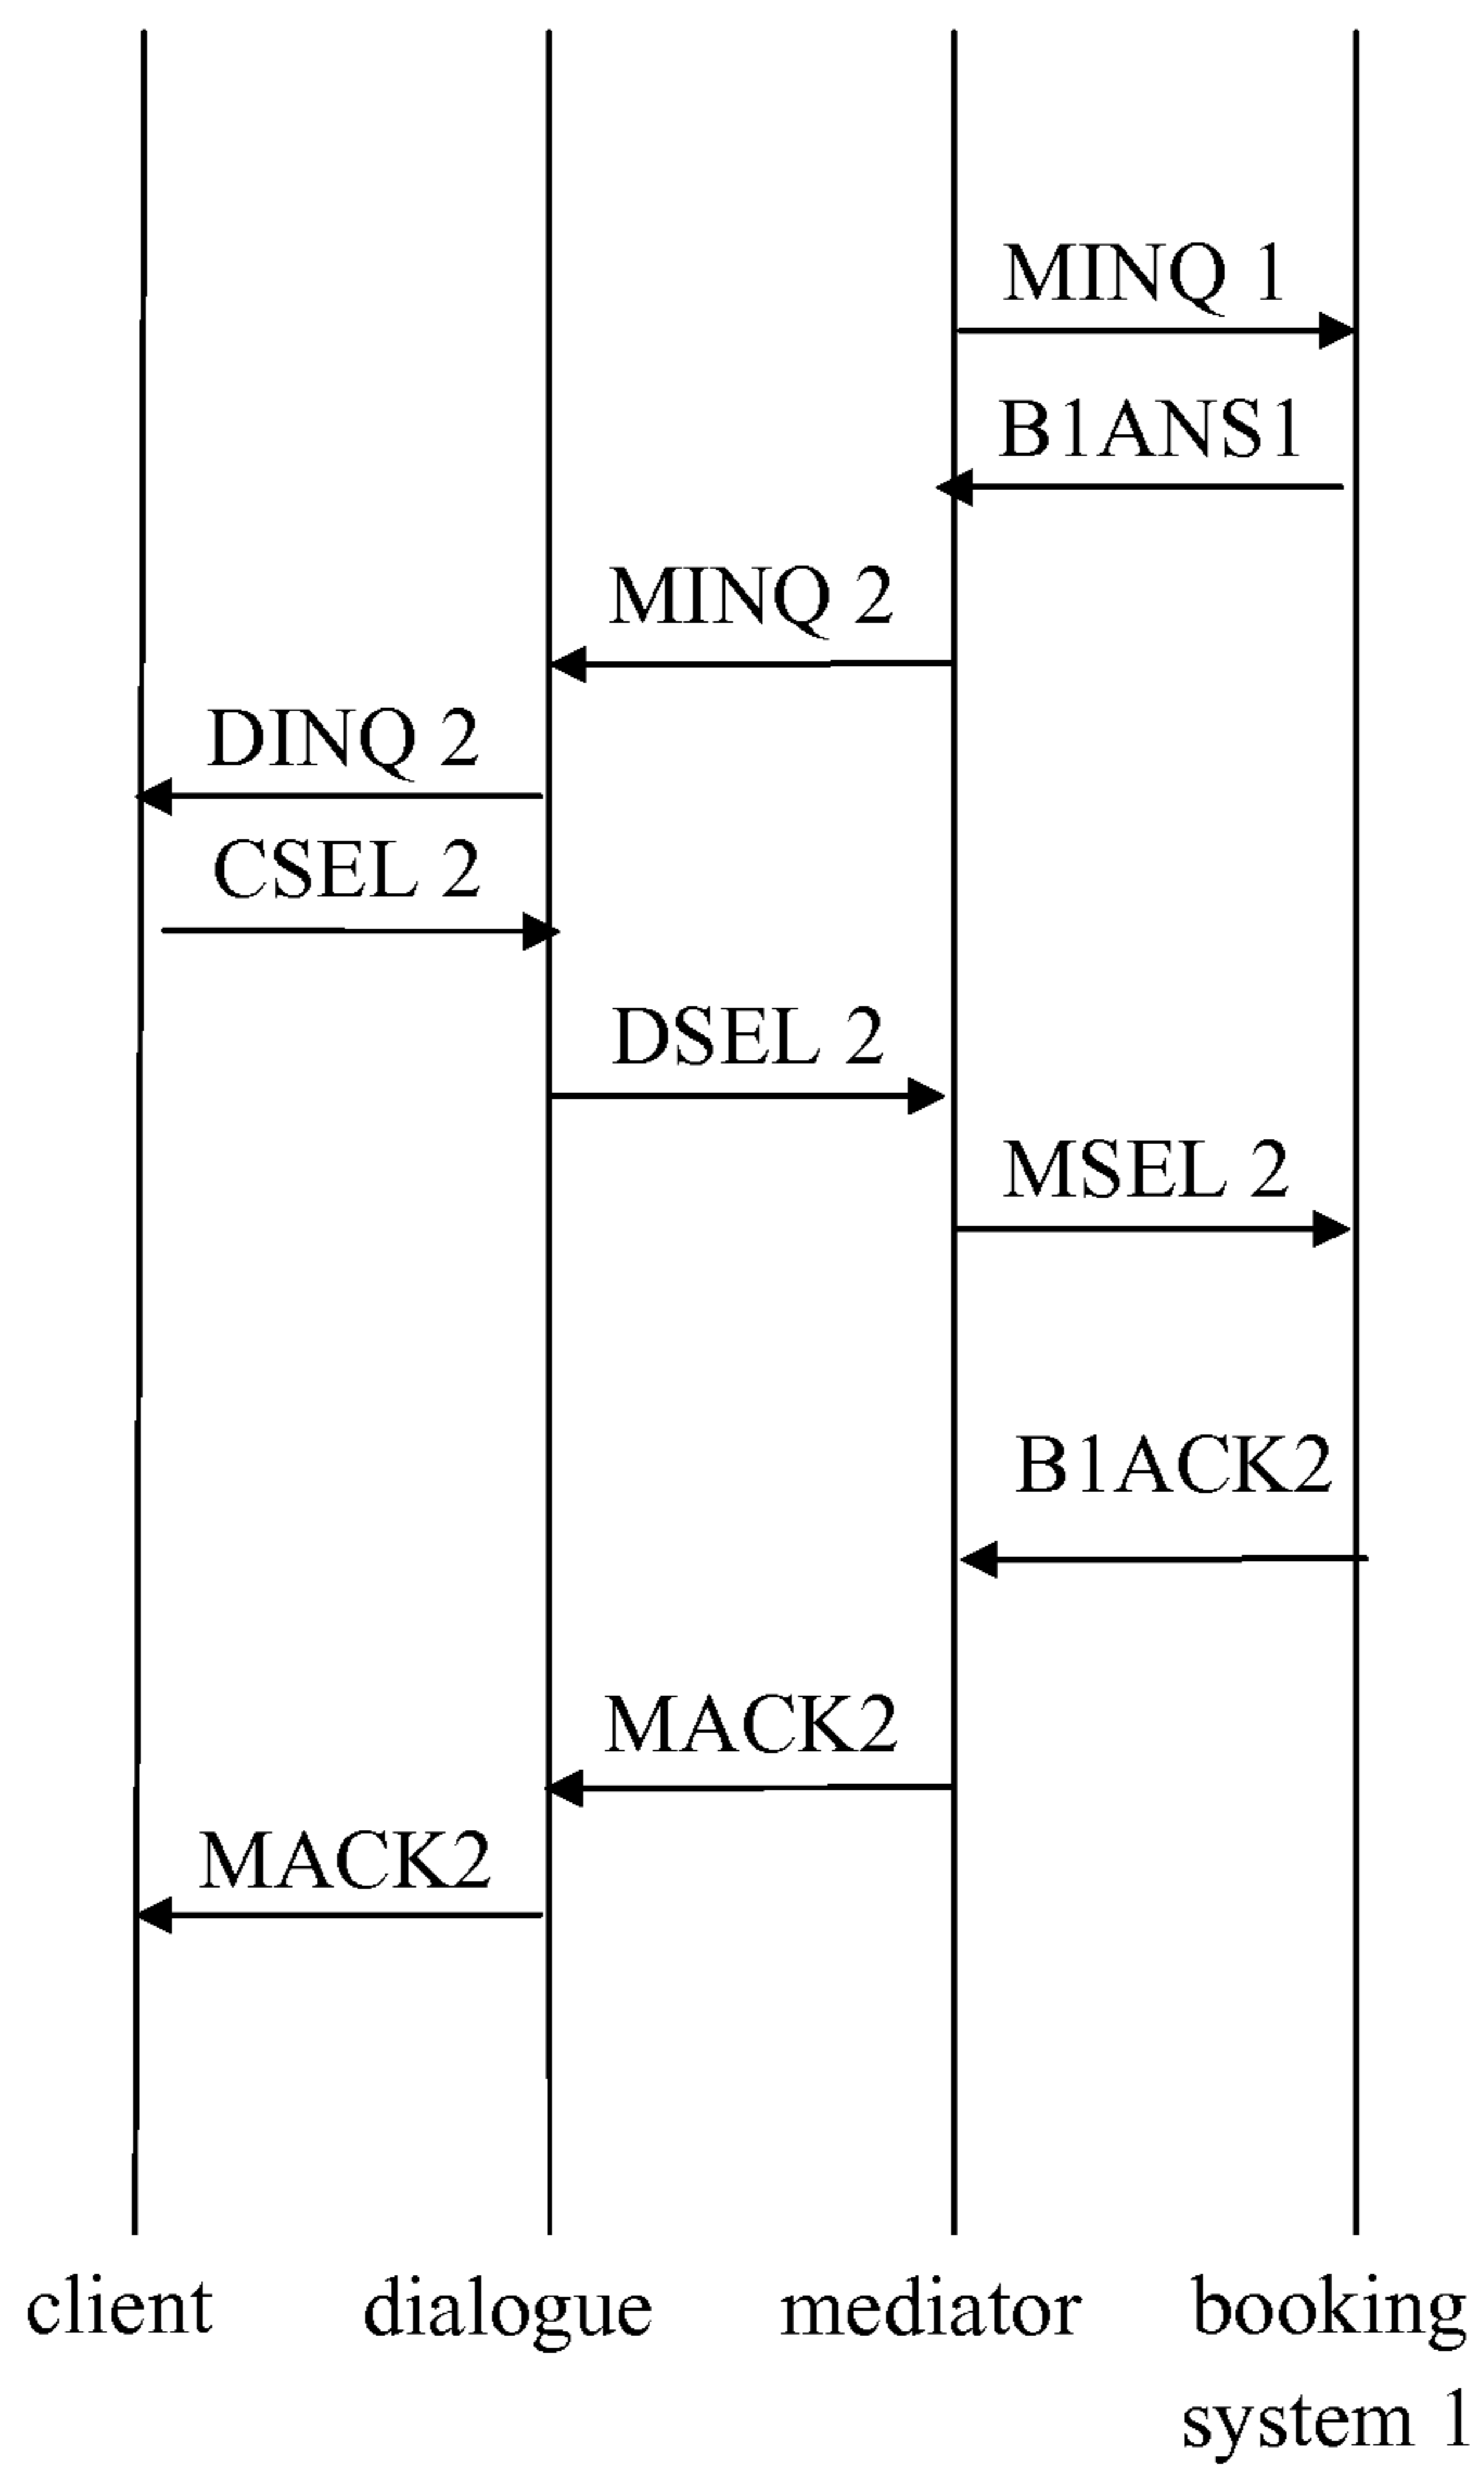 MINQ 1
B1ANS1
MINQ 2
DINQ 2
CSEL 2
DSEL 2
MSEL 2
B1ACK2
MACK2
MACK2
client
dialogue
mediator
booking
system 1